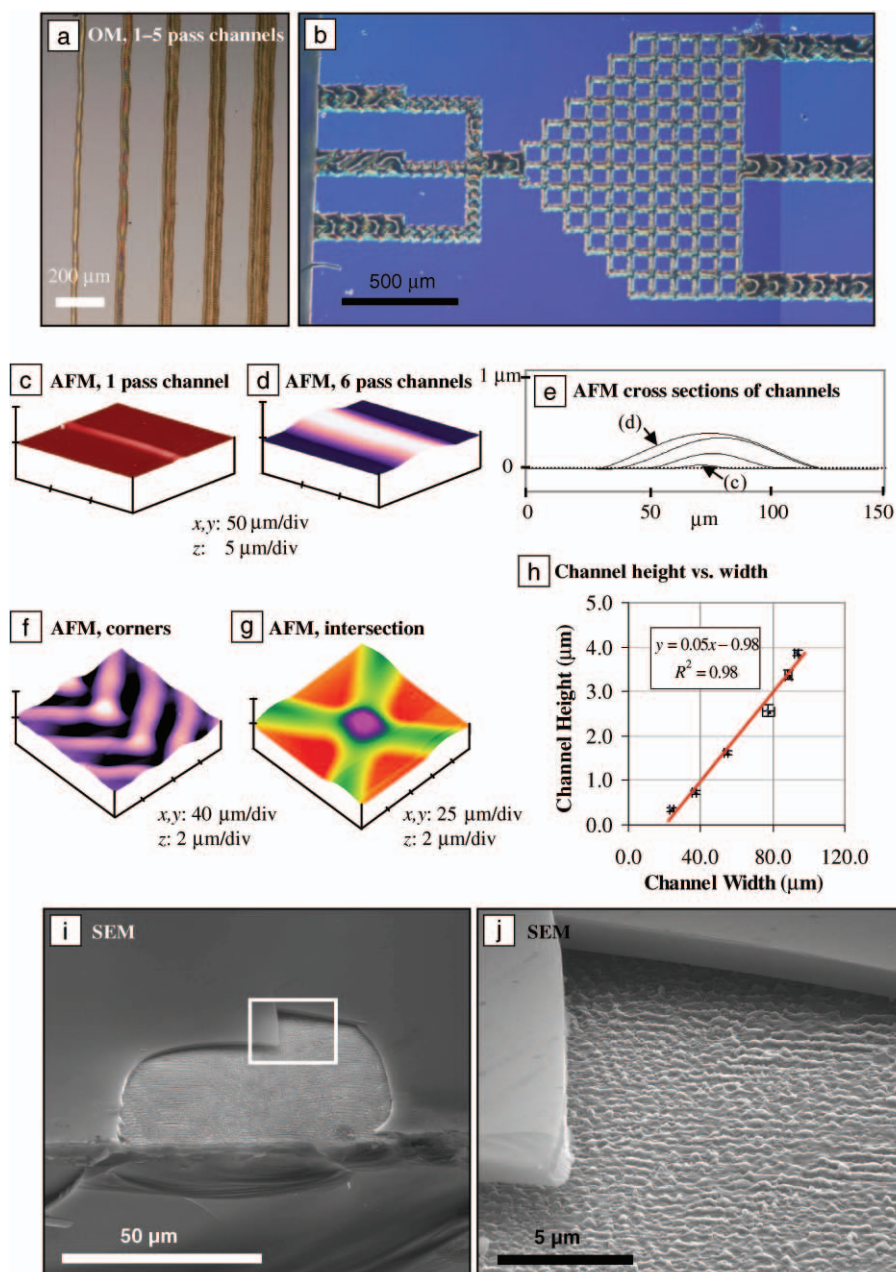 a OM, 1–5 pass channels
200 μm
b
500 μm
c AFM, 1 pass channel
d AFM, 6 pass channels
x,y: 50 μm/div
z: 5 μm/div
e AFM cross sections of channels
1 μm
0
(d)
(c)
0 50 100 150
μm
f AFM, corners
x,y: 40 μm/div
z: 2 μm/div
g AFM, intersection
x,y: 25 μm/div
z: 2 μm/div
h Channel height vs. width
Channel Height (μm)
5.0
4.0
3.0
2.0
1.0
0.0
y = 0.05x – 0.98
R² = 0.98
0.0 40.0 80.0 120.0
Channel Width (μm)
i SEM
50 μm
j SEM
5 μm